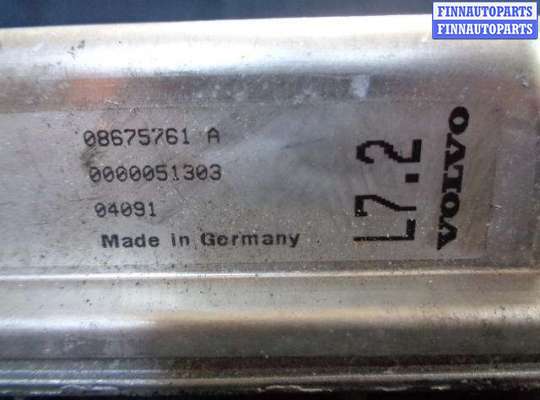 FINNAUTOPARTS
FINNAUTOPARTS
08675761 A
0000051303
04091
Made in Germany
L7.2
VOLVO